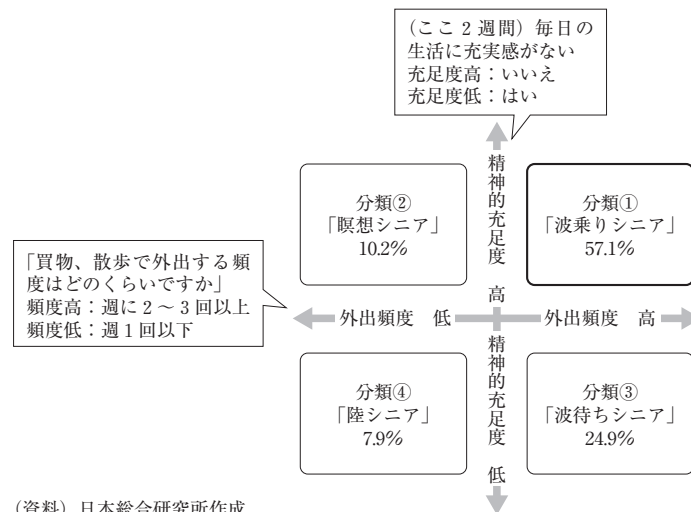 (ここ2週間)毎日の
生活に充実感がない
充足度高:いいえ
充足度低:はい
精神的充足度 高
分類②
「瞑想シニア」
10.2%
分類①
「波乗りシニア」
57.1%
「買物、散歩で外出する頻
度はどのくらいですか」
頻度高:週に2~3回以上
頻度低:週1回以下
外出頻度 低
外出頻度 高
精神的充足度 低
分類④
「陸シニア」
7.9%
分類③
「波待ちシニア」
24.9%
(資料)日本総合研究所作成